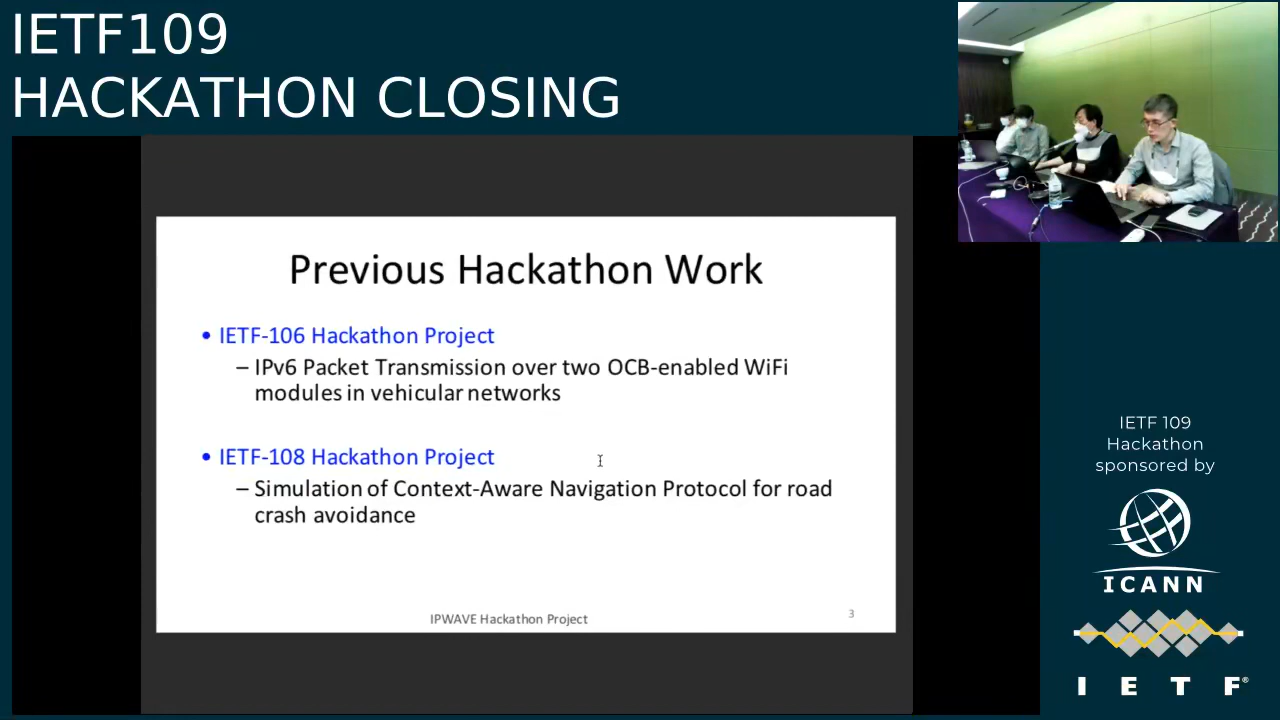 IETF109
HACKATHON CLOSING
Previous Hackathon Work
• IETF-106 Hackathon Project
– IPv6 Packet Transmission over two OCB-enabled WiFi
modules in vehicular networks
• IETF-108 Hackathon Project
– Simulation of Context-Aware Navigation Protocol for road
crash avoidance
IPWAVE Hackathon Project
3
IETF 109
Hackathon
sponsored by
ICANN
IETF®